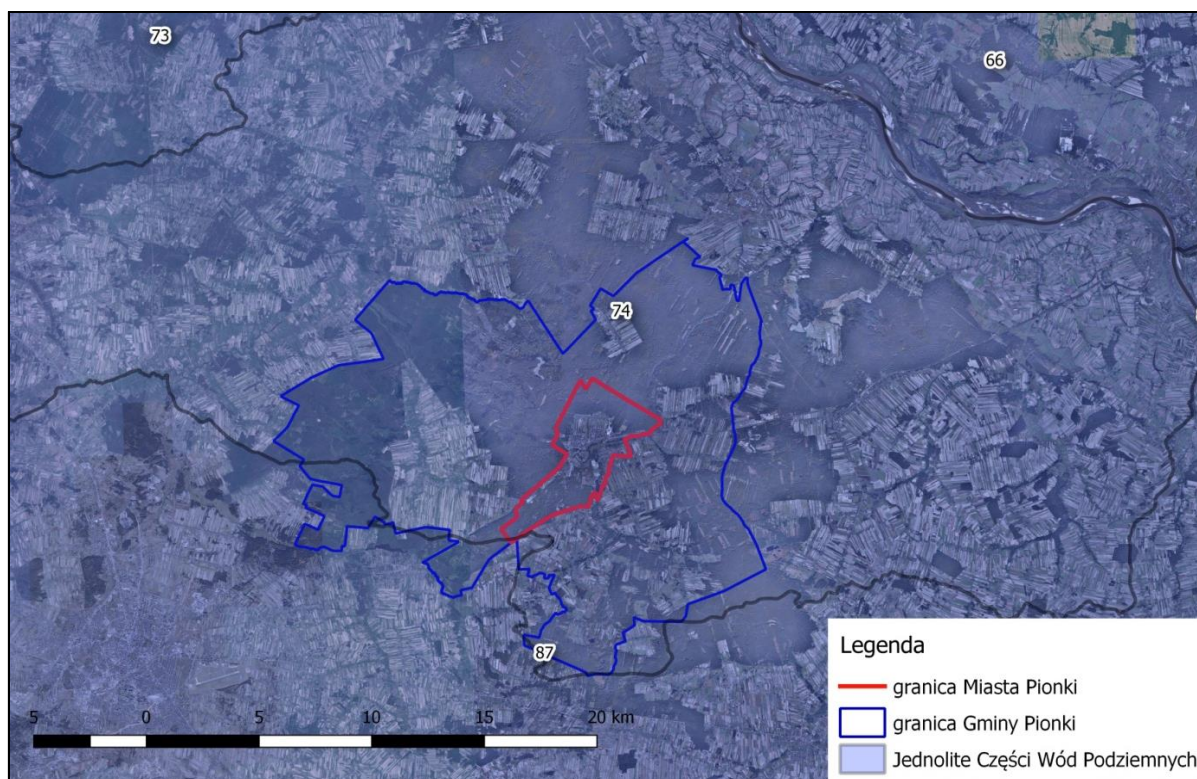 73
66
74
87
Legenda
granica Miasta Pionki
granica Gminy Pionki
Jednolite Części Wód Podziemnych
5 0 5 10 15 20 km